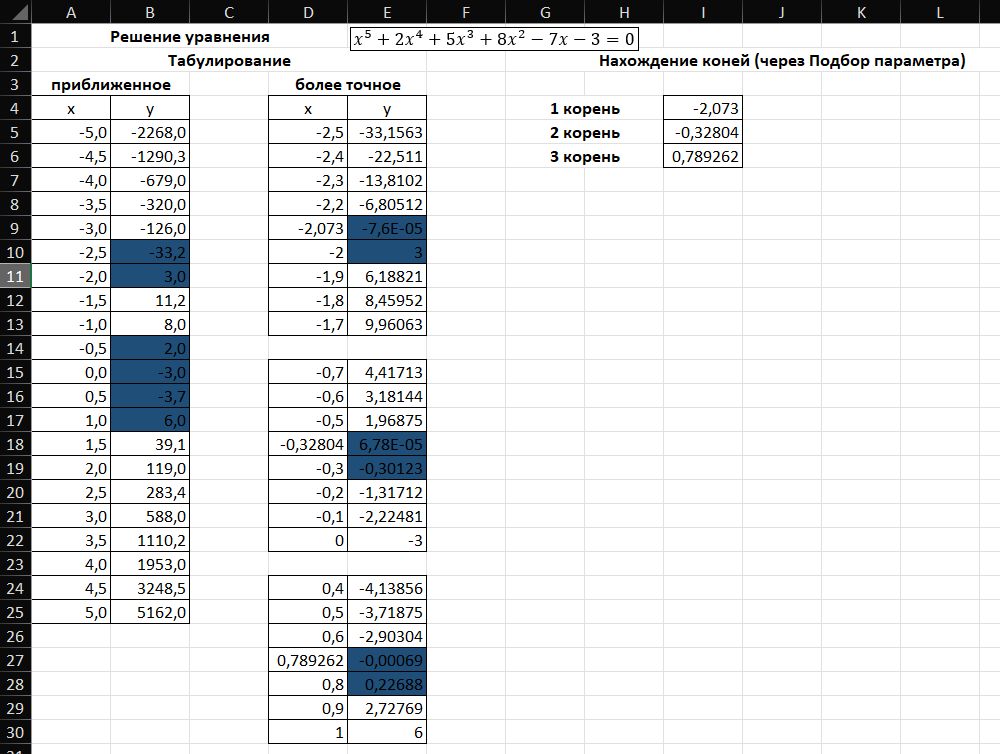 A B C D E F G H I J K L
1 Решение уравнения x⁵ + 2x⁴ + 5x³ + 8x² − 7x − 3 = 0
2 Табулирование Нахождение коней (через Подбор параметра)
3 приближенное более точное
4 x y x y 1 корень -2,073
5 -5,0 -2268,0 -2,5 -33,1563 2 корень -0,32804
6 -4,5 -1290,3 -2,4 -22,511 3 корень 0,789262
7 -4,0 -679,0 -2,3 -13,8102
8 -3,5 -320,0 -2,2 -6,80512
9 -3,0 -126,0 -2,073 -7,6E-05
10 -2,5 -33,2 -2 3
11 -2,0 3,0 -1,9 6,18821
12 -1,5 11,2 -1,8 8,45952
13 -1,0 8,0 -1,7 9,96063
14 -0,5 2,0
15 0,0 -3,0 -0,7 4,41713
16 0,5 -3,7 -0,6 3,18144
17 1,0 6,0 -0,5 1,96875
18 1,5 39,1 -0,32804 6,78E-05
19 2,0 119,0 -0,3 -0,30123
20 2,5 283,4 -0,2 -1,31712
21 3,0 588,0 -0,1 -2,22481
22 3,5 1110,2 0 -3
23 4,0 1953,0
24 4,5 3248,5 0,4 -4,13856
25 5,0 5162,0 0,5 -3,71875
26 0,6 -2,90304
27 0,789262 -0,00069
28 0,8 0,22688
29 0,9 2,72769
30 1 6